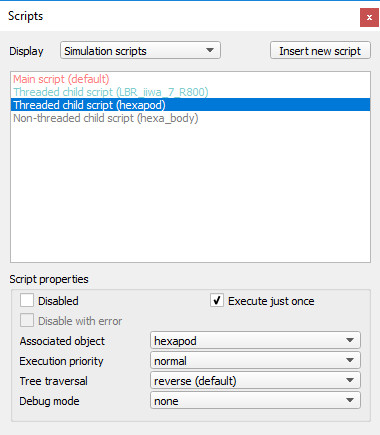 Scripts
Display Simulation scripts Insert new script
Main script (default)
Threaded child script (LBR_iiwa_7_R800)
Threaded child script (hexapod)
Non-threaded child script (hexa_body)
Script properties
Disabled Execute just once
Disable with error
Associated object hexapod
Execution priority normal
Tree traversal reverse (default)
Debug mode none